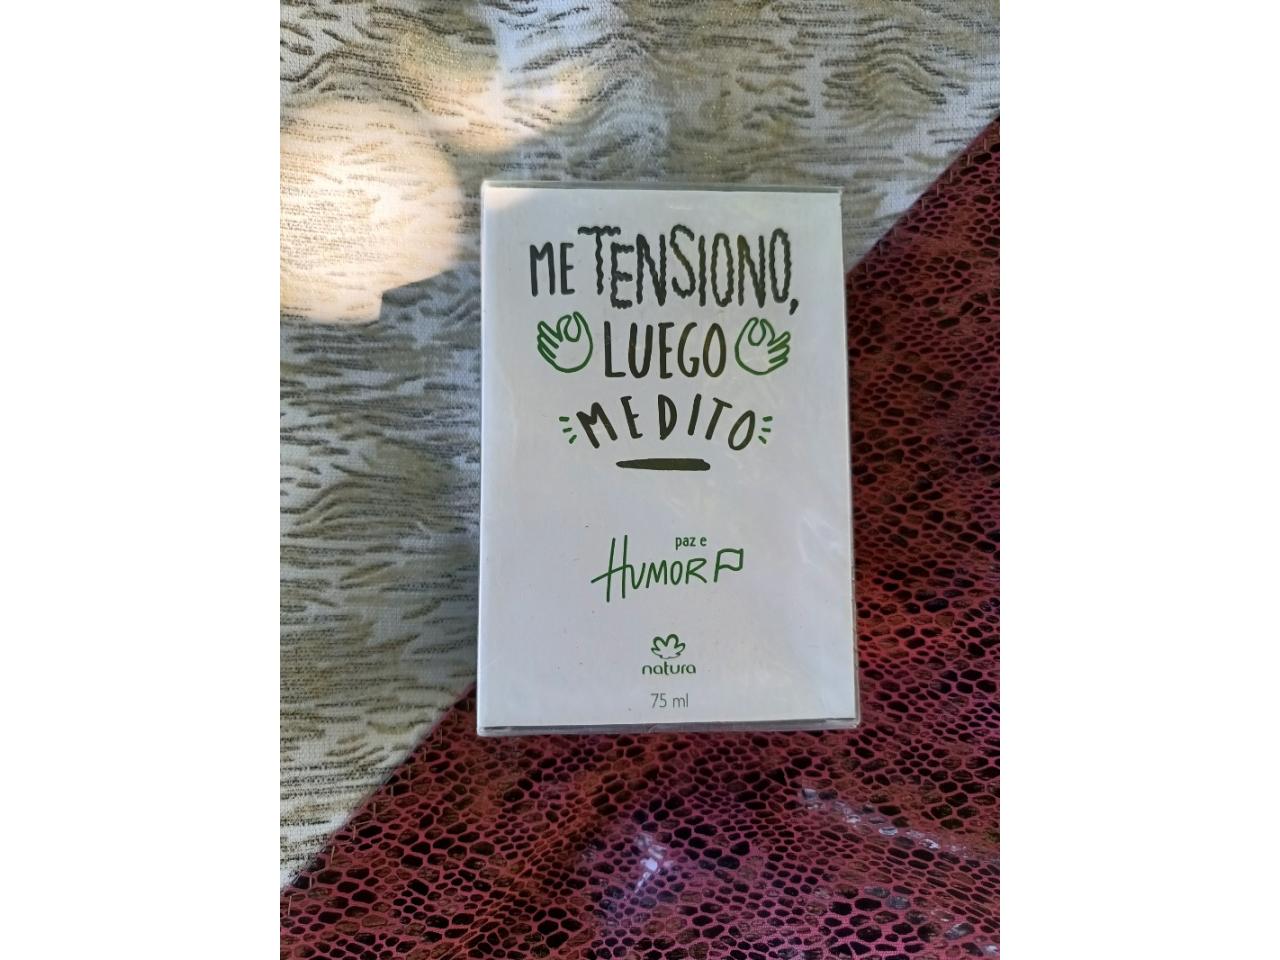 ME TENSIONO,
LUEGO
MEDITO
paz e
HUMOR
natura
75 ml